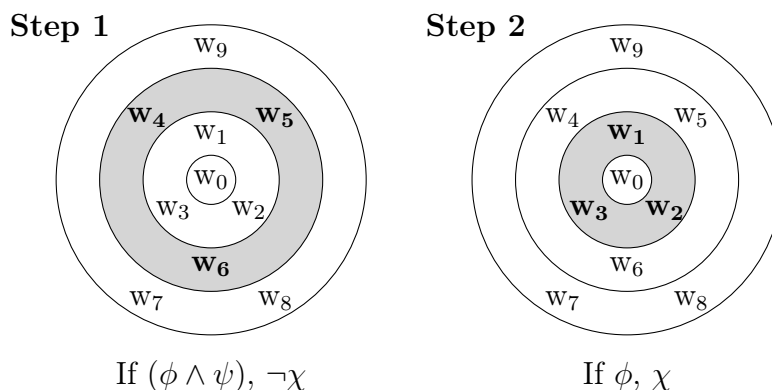 Step 1
w₉
w₄ w₅
w₁
w₀
w₃ w₂
w₆
w₇ w₈
If (ϕ ∧ ψ), ¬χ
Step 2
w₉
w₄ w₅
w₁
w₀
w₃ w₂
w₆
w₇ w₈
If ϕ, χ